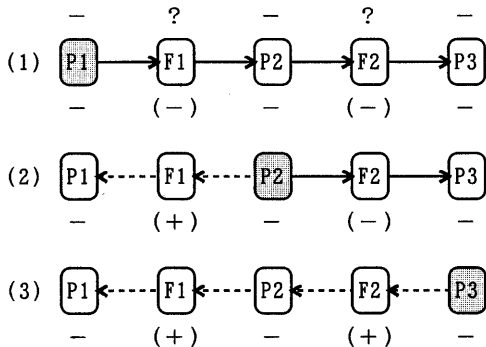 — ? — ? —
(1) P1 F1 P2 F2 P3
— (—) — (—) —
(2) P1 F1 P2 F2 P3
— (+) — (—) —
(3) P1 F1 P2 F2 P3
— (+) — (+) —